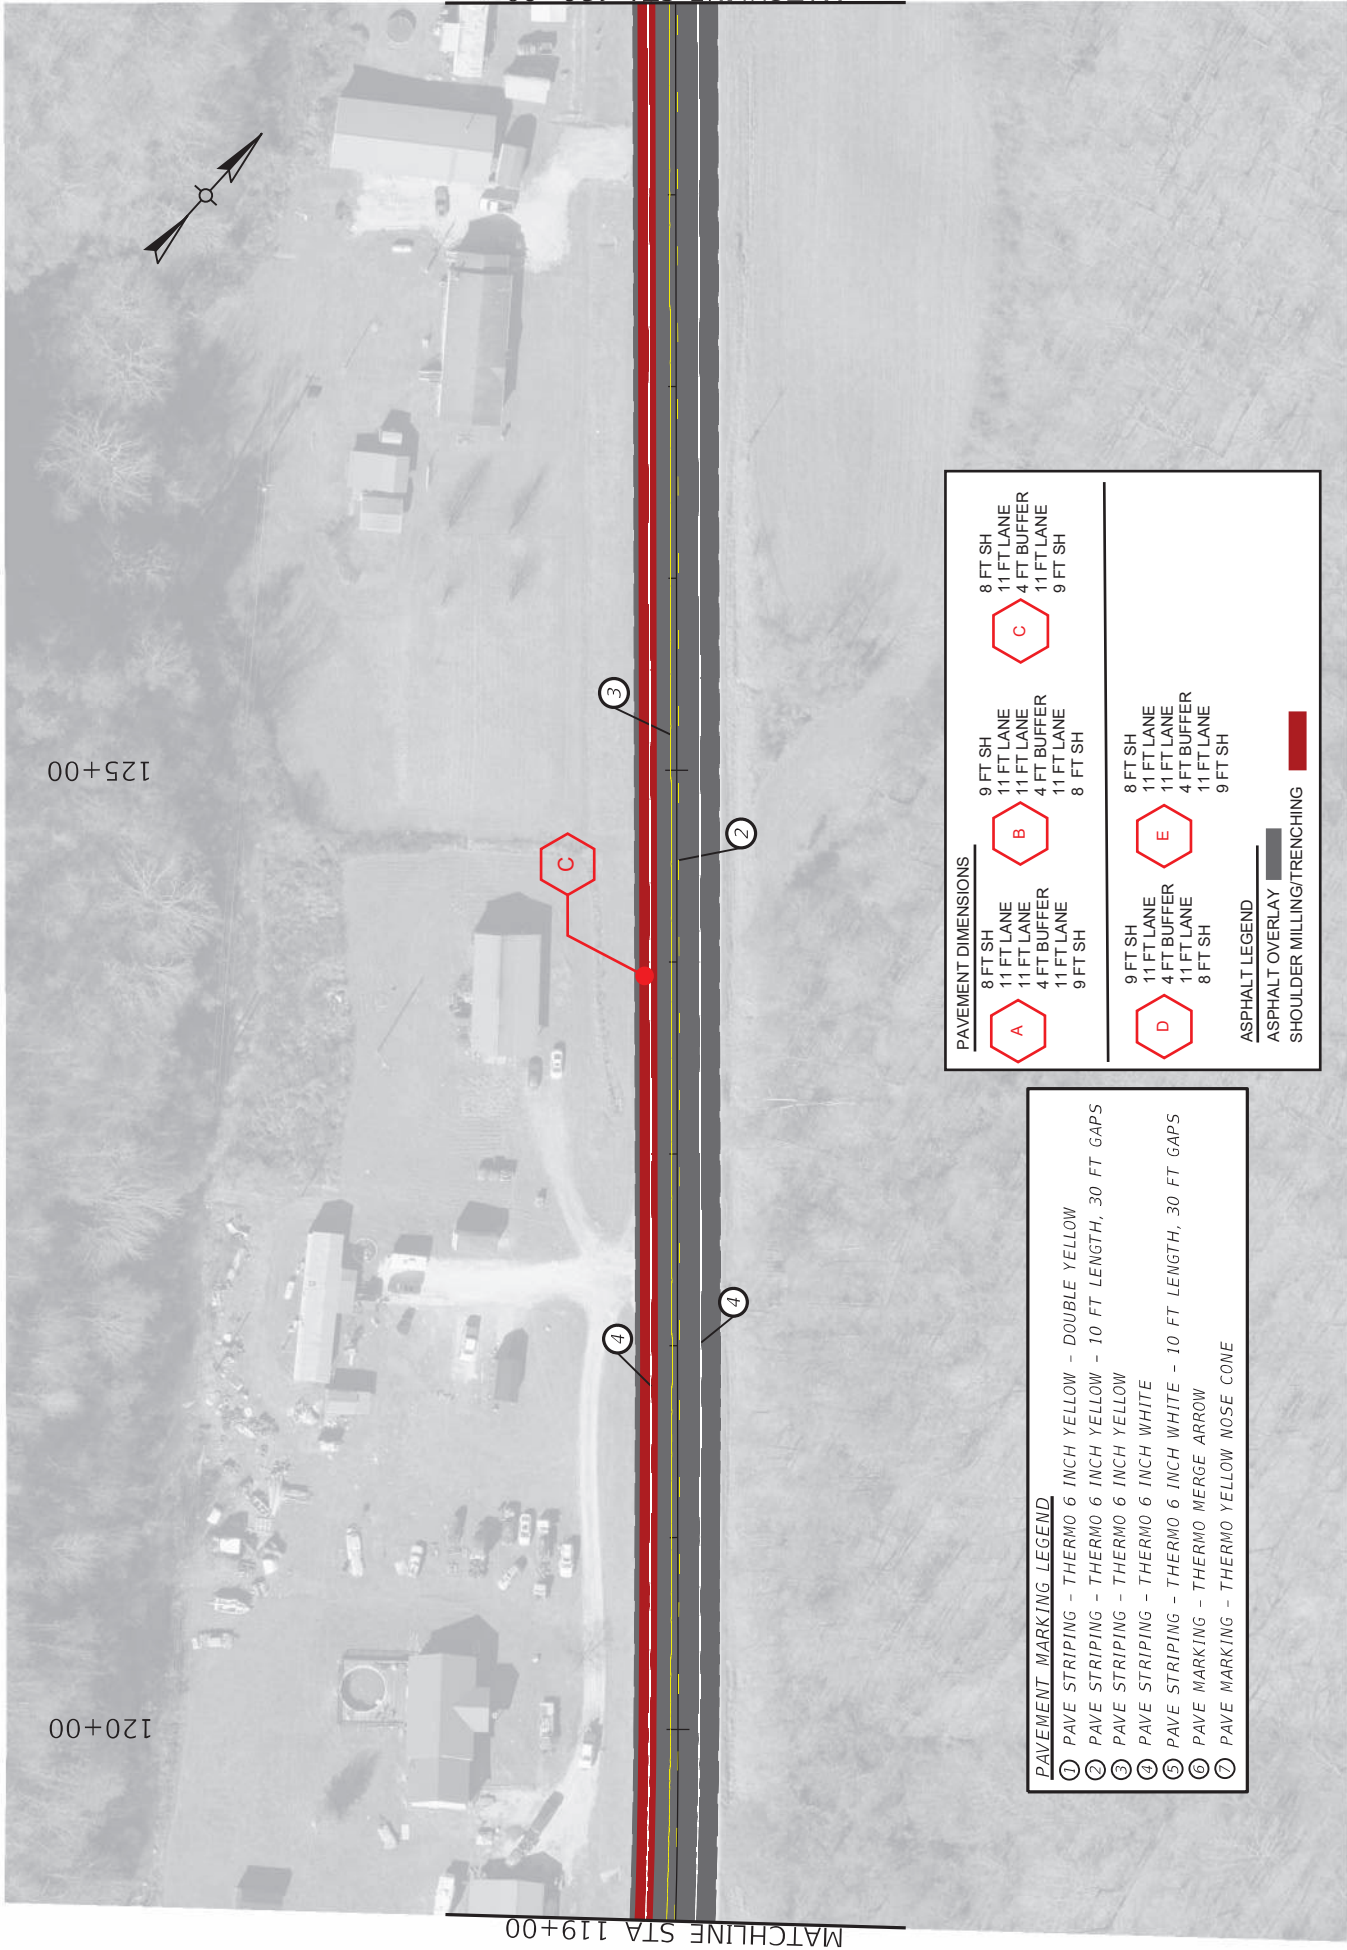 125+00
120+00
MATCHLINE STA 119+00
C
3
2
4
4
PAVEMENT DIMENSIONS
A
8 FT SH
11 FT LANE
11 FT LANE
4 FT BUFFER
11 FT LANE
9 FT SH
B
9 FT SH
11 FT LANE
11 FT LANE
4 FT BUFFER
11 FT LANE
8 FT SH
C
8 FT SH
11 FT LANE
4 FT BUFFER
11 FT LANE
9 FT SH
D
9 FT SH
11 FT LANE
4 FT BUFFER
11 FT LANE
8 FT SH
E
8 FT SH
11 FT LANE
11 FT LANE
4 FT BUFFER
11 FT LANE
9 FT SH
ASPHALT LEGEND
ASPHALT OVERLAY
SHOULDER MILLING/TRENCHING
PAVEMENT MARKING LEGEND
1 PAVE STRIPING - THERMO 6 INCH YELLOW - DOUBLE YELLOW
2 PAVE STRIPING - THERMO 6 INCH YELLOW - 10 FT LENGTH, 30 FT GAPS
3 PAVE STRIPING - THERMO 6 INCH YELLOW
4 PAVE STRIPING - THERMO 6 INCH WHITE
5 PAVE STRIPING - THERMO 6 INCH WHITE - 10 FT LENGTH, 30 FT GAPS
6 PAVE MARKING - THERMO MERGE ARROW
7 PAVE MARKING - THERMO YELLOW NOSE CONE